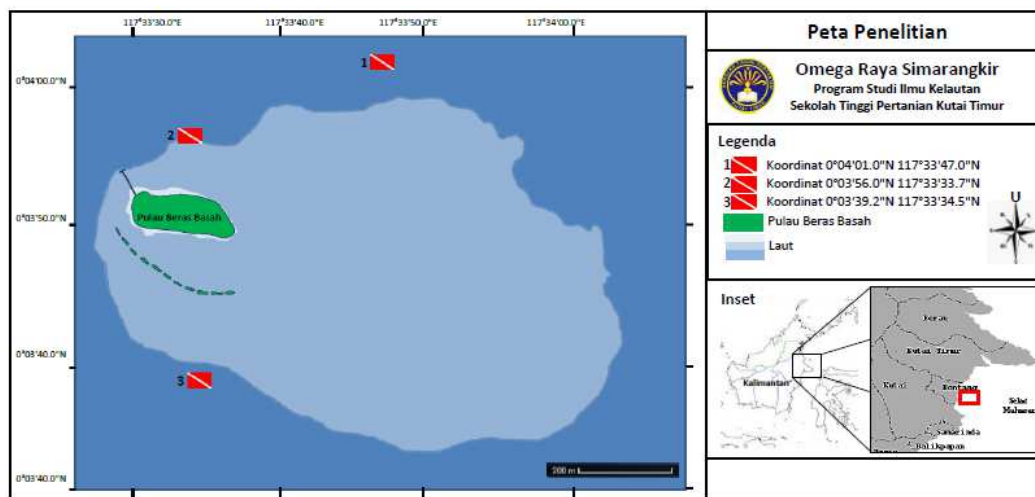 117°33'30.0"E 117°33'40.0"E 117°33'50.0"E 117°34'00.0"E
0°04'00.0"N
0°03'50.0"N
0°03'40.0"N
0°03'40.0"N
1
2
3
Pulau Beras Basah
200 m
Peta Penelitian
Omega Raya Simarangkir
Program Studi Ilmu Kelautan
Sekolah Tinggi Pertanian Kutai Timur
Legenda
1 Koordinat 0°04'01.0"N 117°33'47.0"N
2 Koordinat 0°03'56.0"N 117°33'33.7"N
3 Koordinat 0°03'39.2"N 117°33'34.5"N
Pulau Beras Basah
Laut
U
Inset
Kalimantan
Berau
Kutai Timur
Kutai
Bontang
Selat
Makassar
Samarinda
Balikpapan